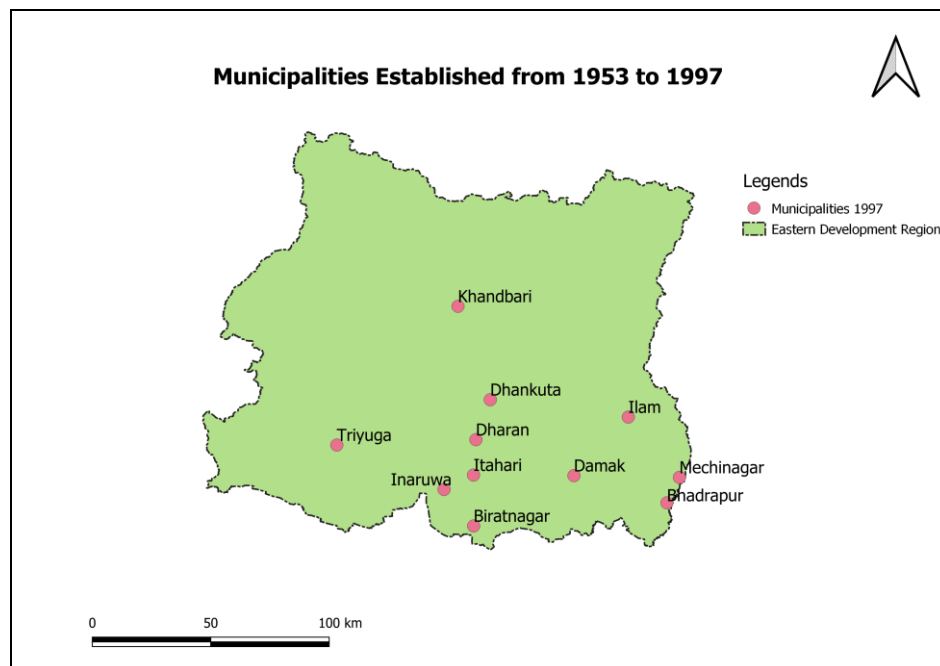 Municipalities Established from 1953 to 1997
Legends
Municipalities 1997
Eastern Development Region
Khandbari
Dhankuta
Ilam
Dharan
Triyuga
Itahari
Damak
Mechinagar
Inaruwa
Bhadrapur
Biratnagar
0 50 100 km